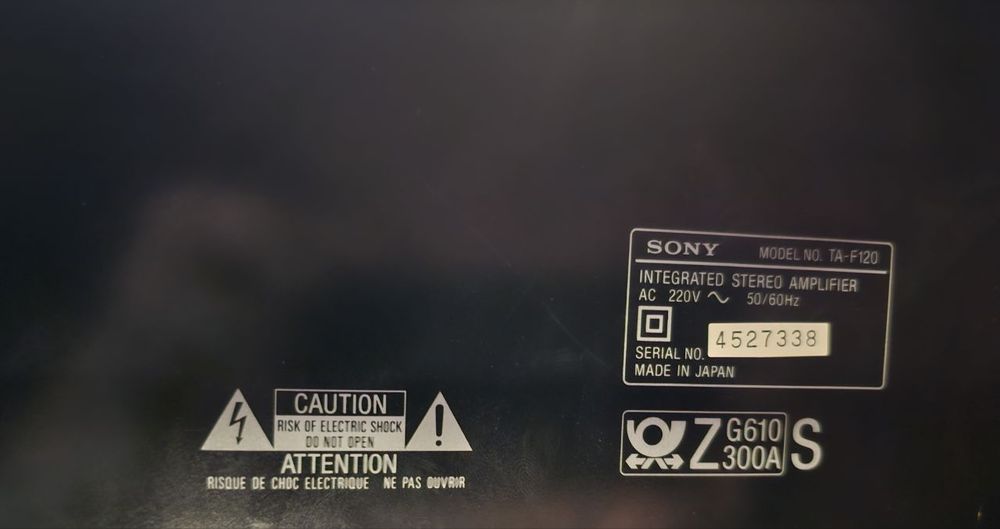 SONY MODEL NO. TA-F120
INTEGRATED STEREO AMPLIFIER
AC 220V ~ 50/60Hz
SERIAL NO. 4527338
MADE IN JAPAN
CAUTION
RISK OF ELECTRIC SHOCK
DO NOT OPEN
ATTENTION
RISQUE DE CHOC ELECTRIQUE NE PAS OUVRIR
Z G610 S
300A